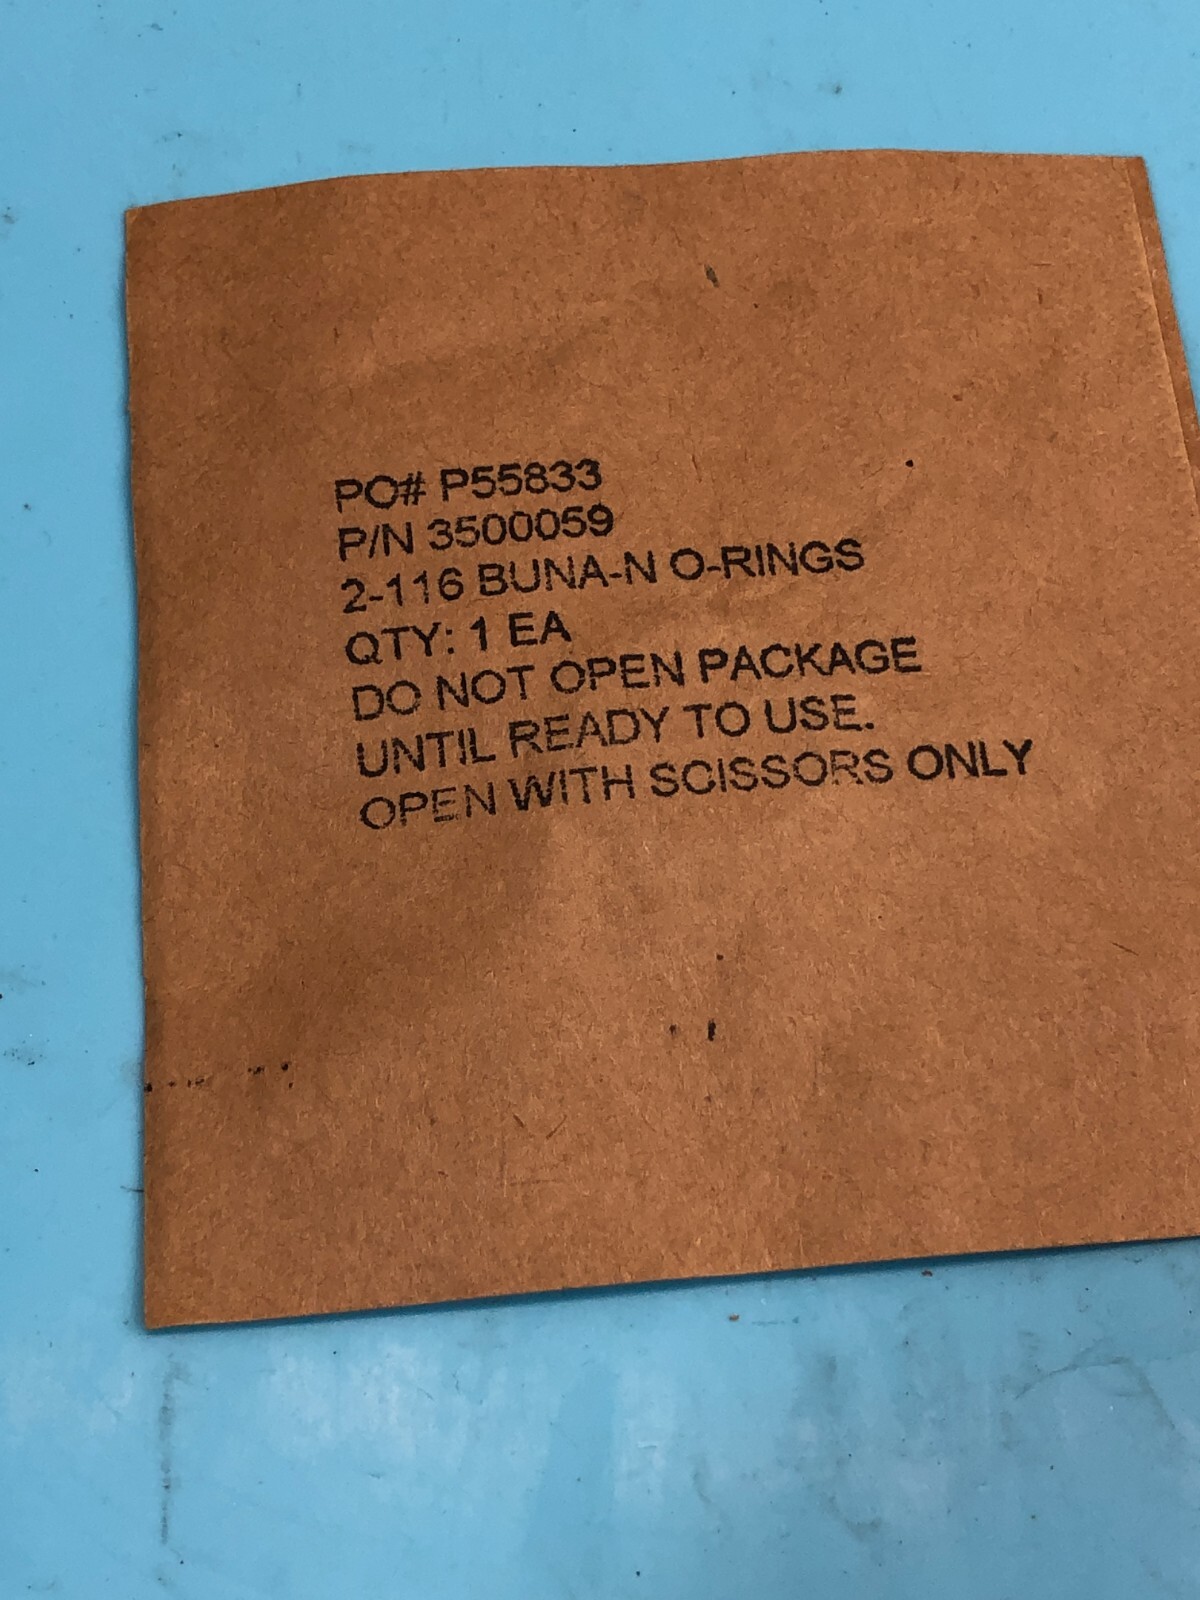 PO# P55833
P/N 3500059
2-116 BUNA-N O-RINGS
QTY: 1 EA
DO NOT OPEN PACKAGE
UNTIL READY TO USE.
OPEN WITH SCISSORS ONLY